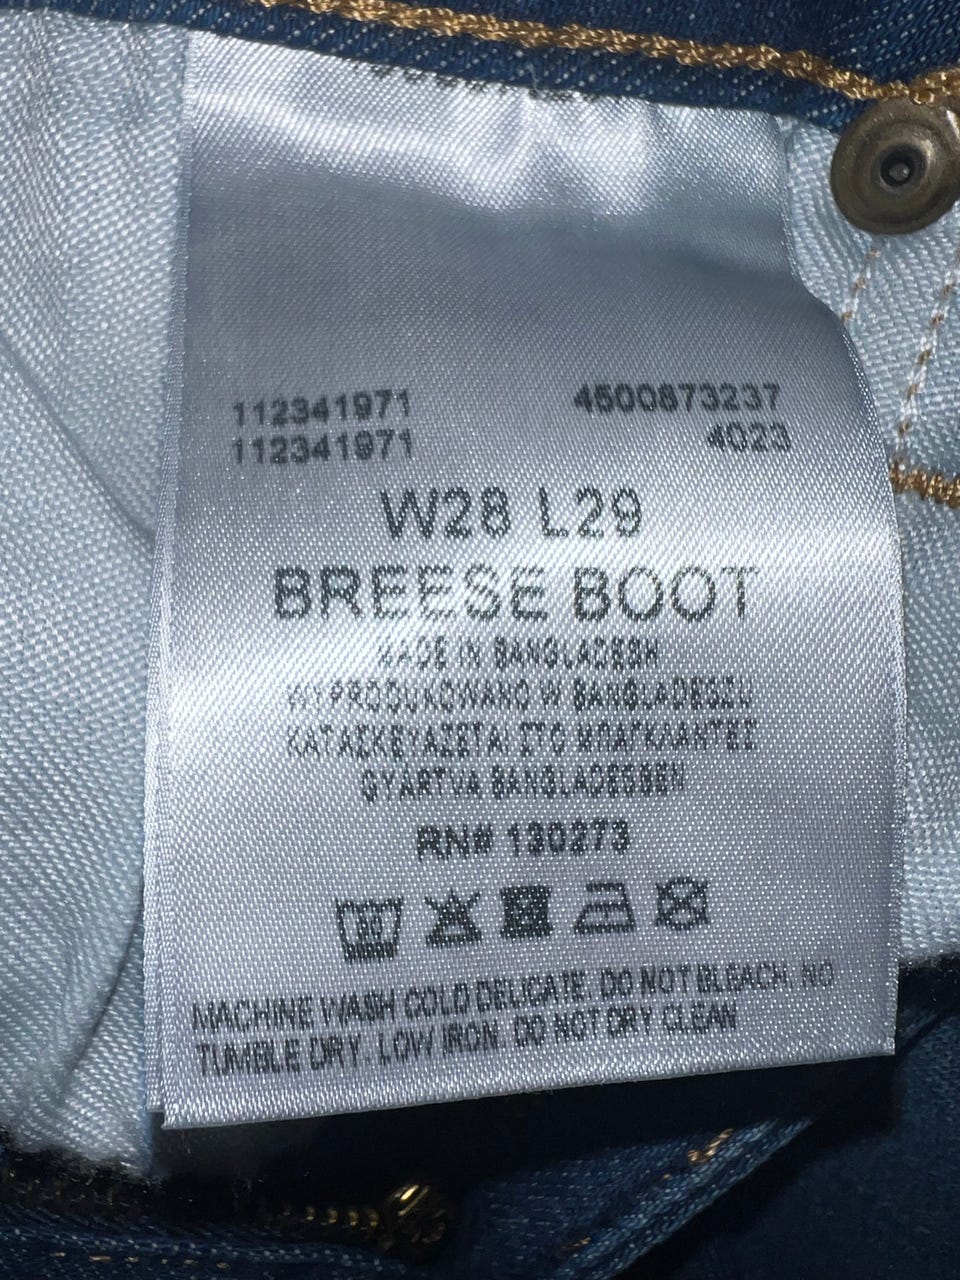 112341971 4500873237
112341971 4023
W28 L29
BREESE BOOT
MADE IN BANGLADESH
WYPRODUKOWANO W BANGLADESZU
ΚΑΤΑΣΚΕΥΑΖΕΤΑΙ ΣΤΟ ΜΠΑΓΚΛΑΝΤΕΣ
GYÁRTVA BANGLADESBEN
RN# 130273
30
MACHINE WASH COLD DELICATE. DO NOT BLEACH. NO
TUMBLE DRY. LOW IRON. DO NOT DRY CLEAN